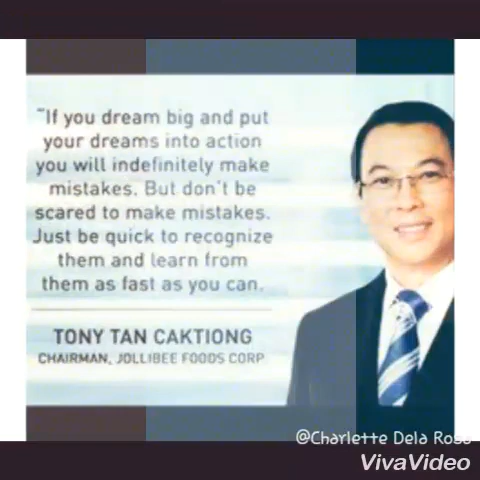 "If you dream big and put
your dreams into action
you will indefinitely make
mistakes. But don't be
scared to make mistakes.
Just be quick to recognize
them and learn from
them as fast as you can.
TONY TAN CAKTIONG
CHAIRMAN, JOLLIBEE FOODS CORP
@Charlette Dela Rosa
VivaVideo